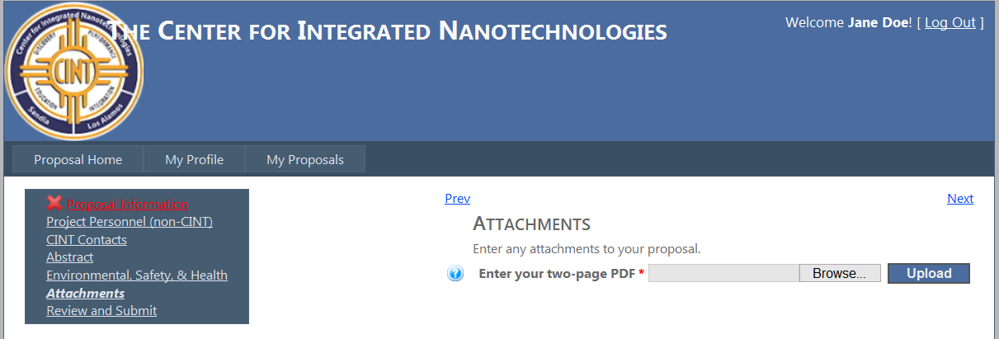 Center for Integrated Nanotechnologies
DISCOVERY
PERFORMANCE
CINT
EDUCATION
INTEGRATION
Sandia
Los Alamos
THE CENTER FOR INTEGRATED NANOTECHNOLOGIES
Welcome Jane Doe! [ Log Out ]
Proposal Home My Profile My Proposals
Proposal Information
Project Personnel (non-CINT)
CINT Contacts
Abstract
Environmental, Safety, & Health
Attachments
Review and Submit
Prev Next
ATTACHMENTS
Enter any attachments to your proposal.
? Enter your two-page PDF * Browse... Upload